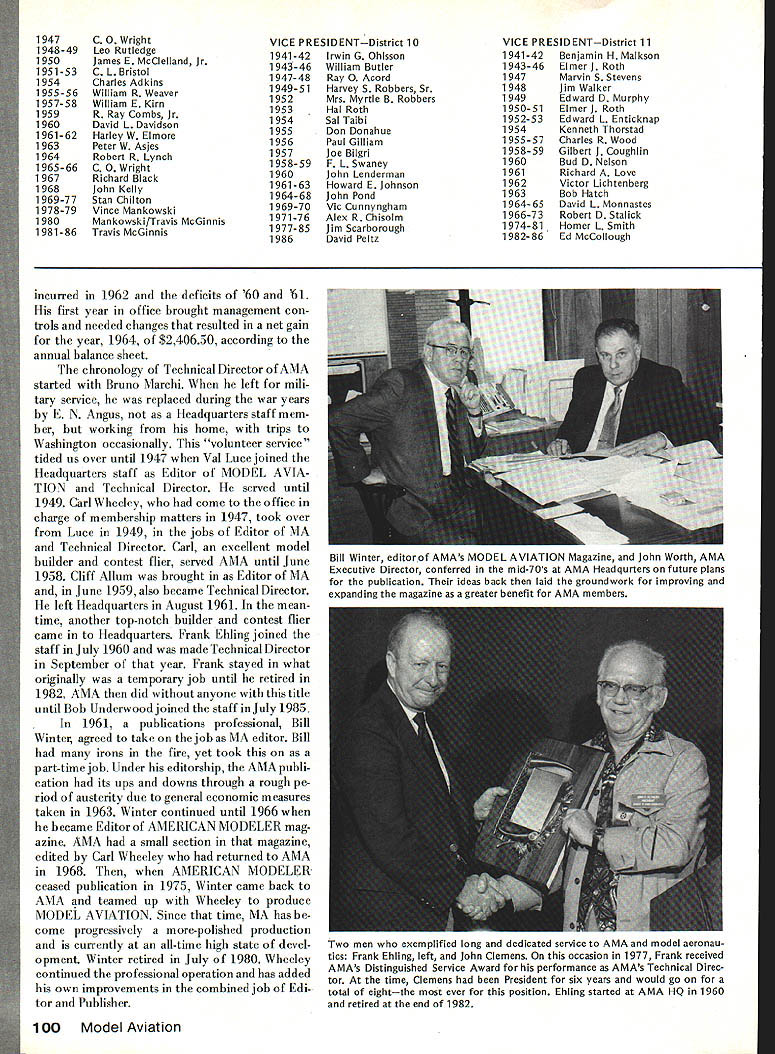 1947 C. O. Wright
1948-49 Leo Rutledge
1950 James E. McClelland, Jr.
1951-53 C. L. Bristol
1954 Charles Adkins
1955-56 William R. Weaver
1957-58 William E. Kirn
1959 R. Ray Combs, Jr.
1960 David L. Davidson
1961-62 Harley W. Elmore
1963 Peter W. Asjes
1964 Robert R. Lynch
1965-66 C. O. Wright
1967 Richard Black
1968 John Kelly
1969-77 Stan Chilton
1978-79 Vince Mankowski
1980 Mankowski/Travis McGinnis
1981-86 Travis McGinnis
VICE PRESIDENT—District 10
1941-42 Irwin G. Ohlsson
1943-46 William Butler
1947-48 Ray O. Acord
1949-51 Harvey S. Robbers, Sr.
1952 Mrs. Myrtle B. Robbers
1953 Hal Roth
1954 Sal Taibi
1955 Don Donahue
1956 Paul Gilliam
1957 Joe Bilgri
1958-59 F. L. Swaney
1960 John Lenderman
1961-63 Howard E. Johnson
1964-68 John Pond
1969-70 Vic Cunnyngham
1971-76 Alex R. Chisolm
1977-85 Jim Scarborough
1986 David Peltz
VICE PRESIDENT—District 11
1941-42 Benjamin H. Malkson
1943-46 Elmer J. Roth
1947 Marvin S. Stevens
1948 Jim Walker
1949 Edward D. Murphy
1950-51 Elmer J. Roth
1952-53 Edward L. Enticknap
1954 Kenneth Thorstad
1955-57 Charles R. Wood
1958-59 Gilbert J. Coughlin
1960 Bud D. Nelson
1961 Richard A. Love
1962 Victor Lichtenberg
1963 Bob Hatch
1964-65 David L. Monnastes
1966-73 Robert D. Stalick
1974-81 Homer L. Smith
1982-86 Ed McCollough
incurred in 1962 and the deficits of '60 and '61.
His first year in office brought management con-
trols and needed changes that resulted in a net gain
for the year, 1964, of $2,406.50, according to the
annual balance sheet.
The chronology of Technical Director of AMA
started with Bruno Marchi. When he left for mili-
tary service, he was replaced during the war years
by E. N. Angus, not as a Headquarters staff mem-
ber, but working from his home, with trips to
Washington occasionally. This "volunteer service"
tided us over until 1947 when Val Luce joined the
Headquarters staff as Editor of MODEL AVIA-
TION and Technical Director. He served until
1949. Carl Wheeley, who had come to the office in
charge of membership matters in 1947, took over
from Luce in 1949, in the jobs of Editor of MA
and Technical Director. Carl, an excellent model
builder and contest flier, served AMA until June
1958. Cliff Allum was brought in as Editor of MA
and, in June 1959, also became Technical Director.
He left Headquarters in August 1961. In the mean-
time, another top-notch builder and contest flier
came in to Headquarters. Frank Ehling joined the
staff in July 1960 and was made Technical Director
in September of that year. Frank stayed in what
originally was a temporary job until he retired in
1982. AMA then did without anyone with this title
until Bob Underwood joined the staff in July 1985.
In 1961, a publications professional, Bill
Winter, agreed to take on the job as MA editor. Bill
had many irons in the fire, yet took this on as a
part-time job. Under his editorship, the AMA publi-
cation had its ups and downs through a rough pe-
riod of austerity due to general economic measures
taken in 1963. Winter continued until 1966 when
he became Editor of AMERICAN MODELER mag-
azine. AMA had a small section in that magazine,
edited by Carl Wheeley who had returned to AMA
in 1968. Then, when AMERICAN MODELER
ceased publication in 1975, Winter came back to
AMA and teamed up with Wheeley to produce
MODEL AVIATION. Since that time, MA has be-
come progressively a more-polished production
and is currently at an all-time high state of devel-
opment. Winter retired in July of 1980. Wheeley
continued the professional operation and has added
his own improvements in the combined job of Edi-
tor and Publisher.
Bill Winter, editor of AMA's MODEL AVIATION Magazine, and John Worth, AMA
Executive Director, conferred in the mid-70's at AMA Headqurters on future plans
for the publication. Their ideas back then laid the groundwork for improving and
expanding the magazine as a greater benefit for AMA members.
Two men who exemplified long and dedicated service to AMA and model aeronau-
tics: Frank Ehling, left, and John Clemens. On this occasion in 1977, Frank received
AMA's Distinguished Service Award for his performance as AMA's Technical Direc-
tor. At the time, Clemens had been President for six years and would go on for a
total of eight—the most ever for this position. Ehling started at AMA HQ in 1960
and retired at the end of 1982.
100 Model Aviation